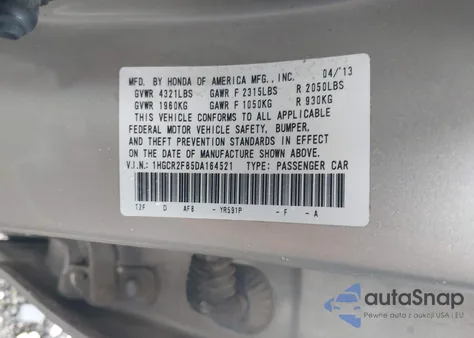 MFD. BY HONDA OF AMERICA MFG., INC. 04/'13
GVWR 4321LBS GAWR F 2315LBS R 2050LBS
GVWR 1960KG GAWR F 1050KG R 930KG
THIS VEHICLE CONFORMS TO ALL APPLICABLE
FEDERAL MOTOR VEHICLE SAFETY, BUMPER,
AND THEFT PREVENTION STANDARDS IN EFFECT
ON THE DATE OF MANUFACTURE SHOWN ABOVE.
V.I.N.: 1HGCR2F85DA164521 TYPE: PASSENGER CAR
T2F D AF8 - YR591P - F - A
autoSnap
Pewne auta z aukcji USA i EU